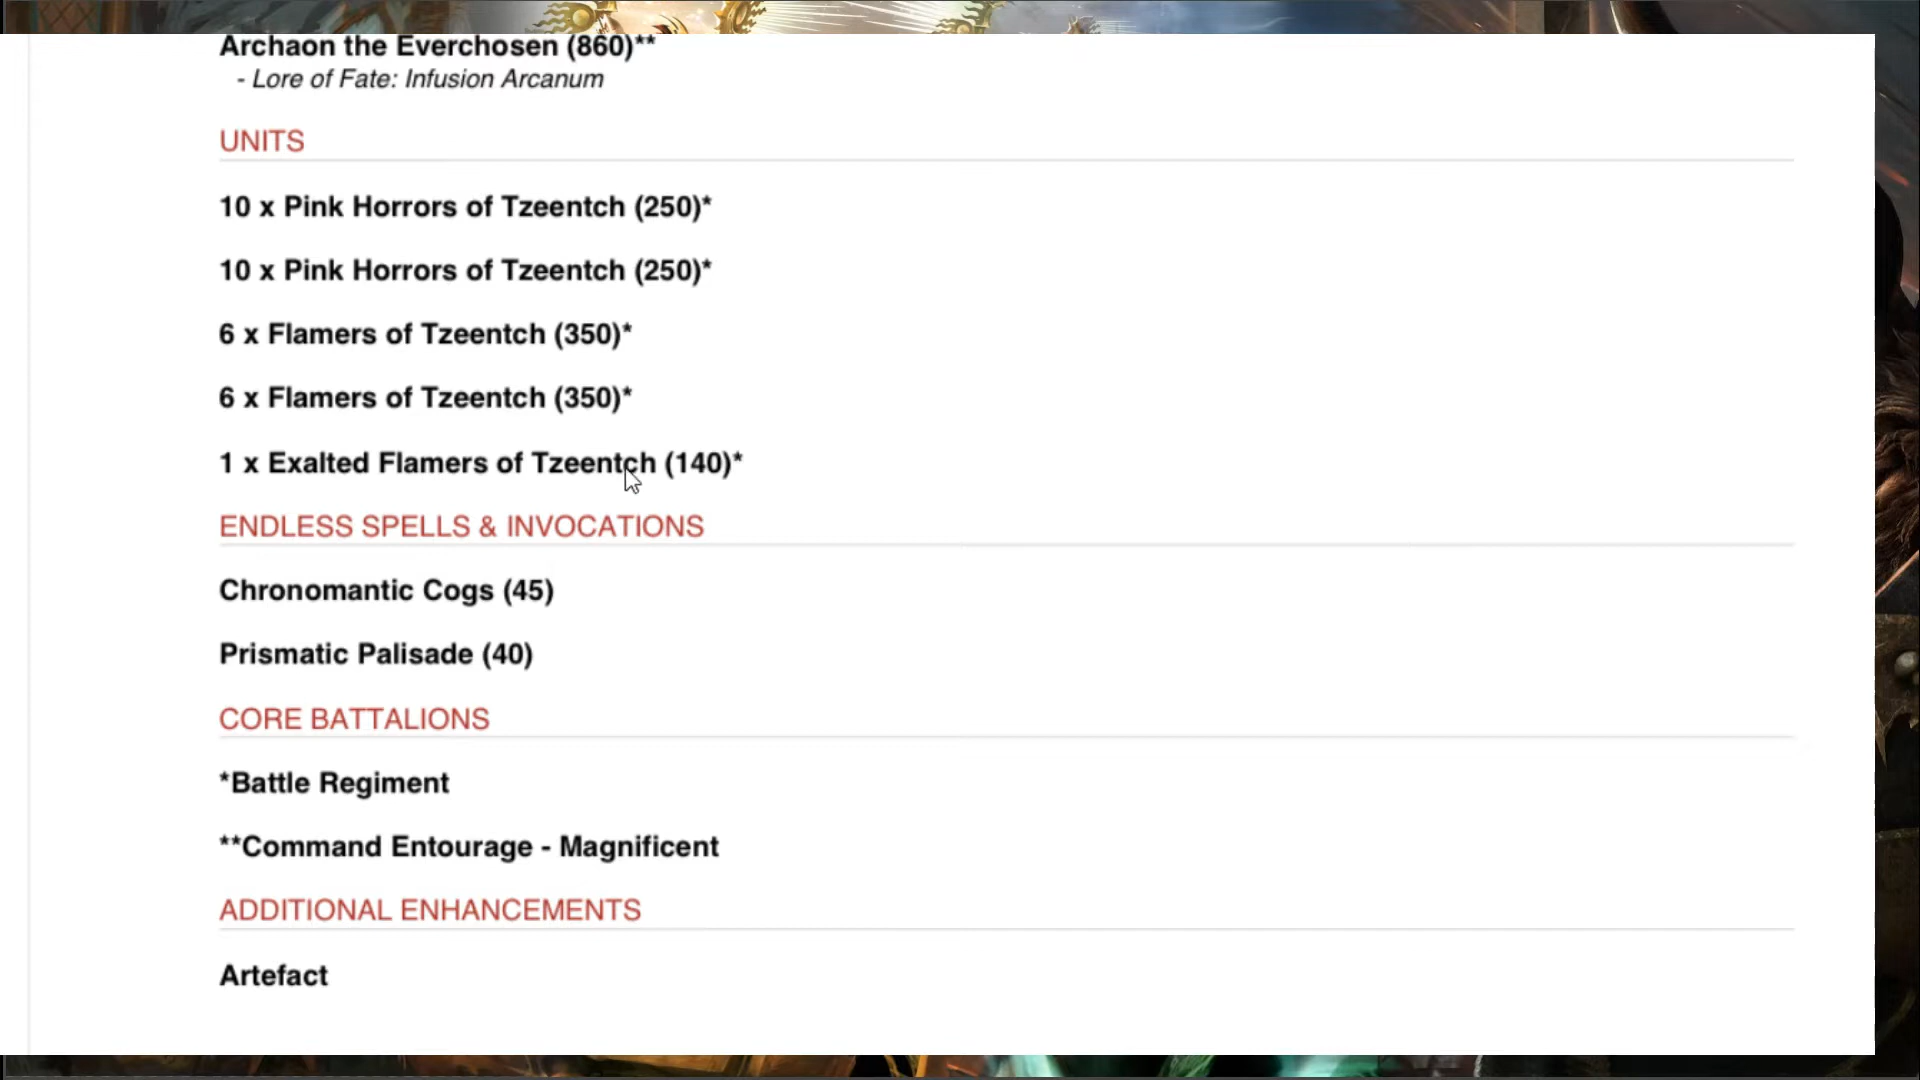 Archaon the Everchosen (860)**
- Lore of Fate: Infusion Arcanum
UNITS
10 x Pink Horrors of Tzeentch (250)*
10 x Pink Horrors of Tzeentch (250)*
6 x Flamers of Tzeentch (350)*
6 x Flamers of Tzeentch (350)*
1 x Exalted Flamers of Tzeentch (140)*
ENDLESS SPELLS & INVOCATIONS
Chronomantic Cogs (45)
Prismatic Palisade (40)
CORE BATTALIONS
*Battle Regiment
**Command Entourage - Magnificent
ADDITIONAL ENHANCEMENTS
Artefact